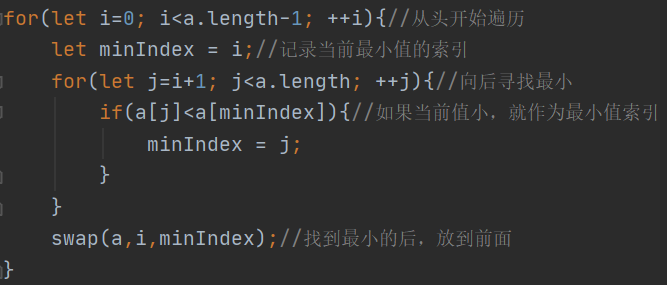 for(let i=0; i<a.length-1; ++i){//从头开始遍历
    let minIndex = i;//记录当前最小值的索引
    for(let j=i+1; j<a.length; ++j){//向后寻找最小
        if(a[j]<a[minIndex]){//如果当前值小，就作为最小值索引
            minIndex = j;
        }
    }
    swap(a,i,minIndex);//找到最小的后，放到前面
}